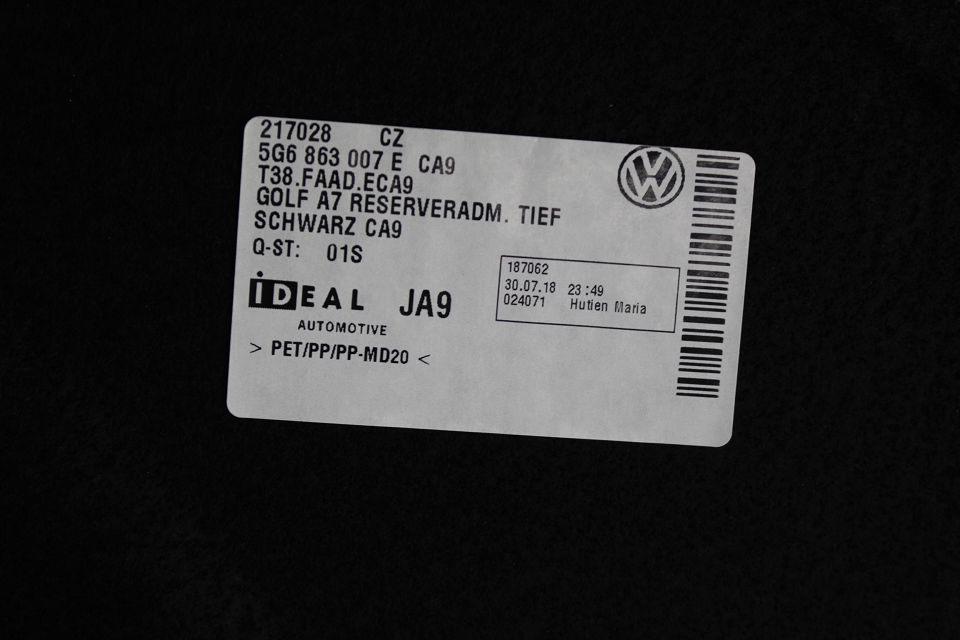 217028 CZ
5G6 863 007 E CA9
T38.FAAD.ECA9
GOLF A7 RESERVERADM. TIEF
SCHWARZ CA9
Q-ST: 01S
187062
30.07.18 23:49
024071 Hutien Maria
iDEAL JA9
AUTOMOTIVE
> PET/PP/PP-MD20 <